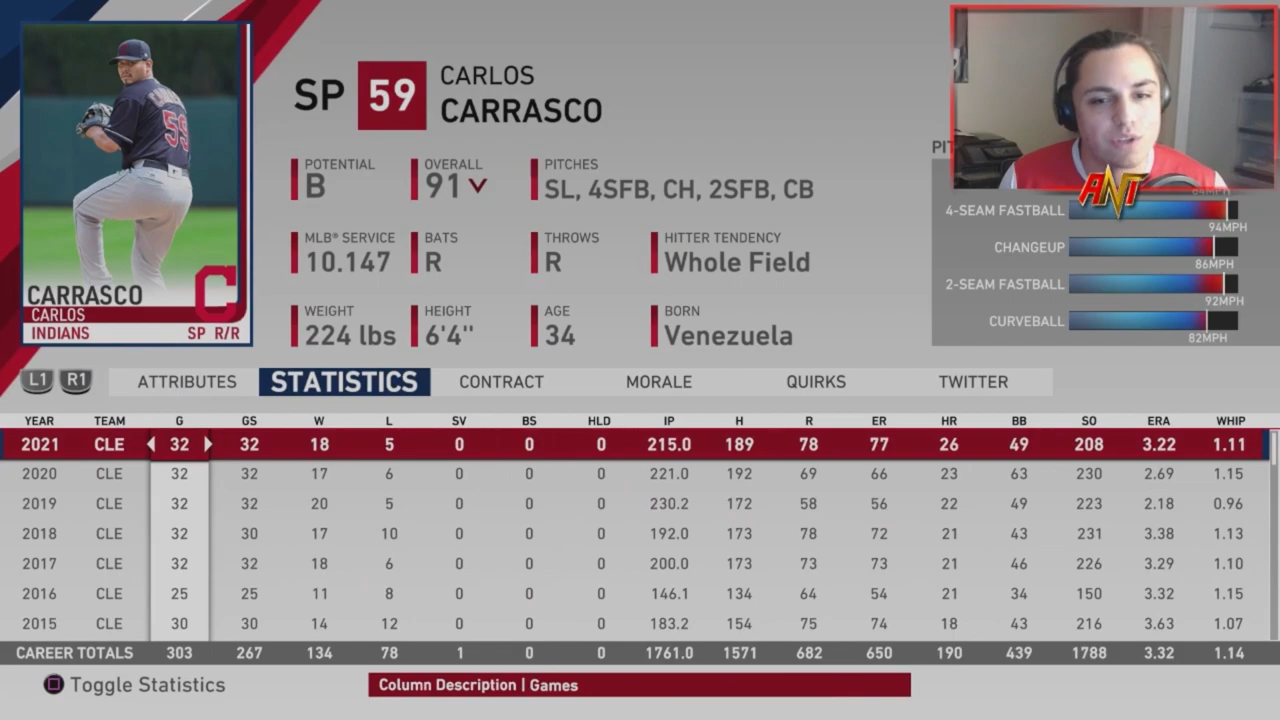 SP 59 CARLOS
CARRASCO
POTENTIAL
B
OVERALL
91
PITCHES
SL, 4SFB, CH, 2SFB, CB
MLB® SERVICE
10.147
BATS
R
THROWS
R
HITTER TENDENCY
Whole Field
WEIGHT
224 lbs
HEIGHT
6'4"
AGE
34
BORN
Venezuela
59
CARRASCO
CARLOS
INDIANS SP R/R
C
ANT
4-SEAM FASTBALL
94MPH
CHANGEUP
86MPH
2-SEAM FASTBALL
92MPH
CURVEBALL
82MPH
L1 R1 ATTRIBUTES STATISTICS CONTRACT MORALE QUIRKS TWITTER
YEAR TEAM G GS W L SV BS HLD IP H R ER HR BB SO ERA WHIP
2021 CLE 32 32 18 5 0 0 0 215.0 189 78 77 26 49 208 3.22 1.11
2020 CLE 32 32 17 6 0 0 0 221.0 192 69 66 23 63 230 2.69 1.15
2019 CLE 32 32 20 5 0 0 0 230.2 172 58 56 22 49 223 2.18 0.96
2018 CLE 32 30 17 10 0 0 0 192.0 173 78 72 21 43 231 3.38 1.13
2017 CLE 32 32 18 6 0 0 0 200.0 173 73 73 21 46 226 3.29 1.10
2016 CLE 25 25 11 8 0 0 0 146.1 134 64 54 21 34 150 3.32 1.15
2015 CLE 30 30 14 12 0 0 0 183.2 154 75 74 18 43 216 3.63 1.07
CAREER TOTALS 303 267 134 78 1 0 0 1761.0 1571 682 650 190 439 1788 3.32 1.14
Toggle Statistics
Column Description | Games